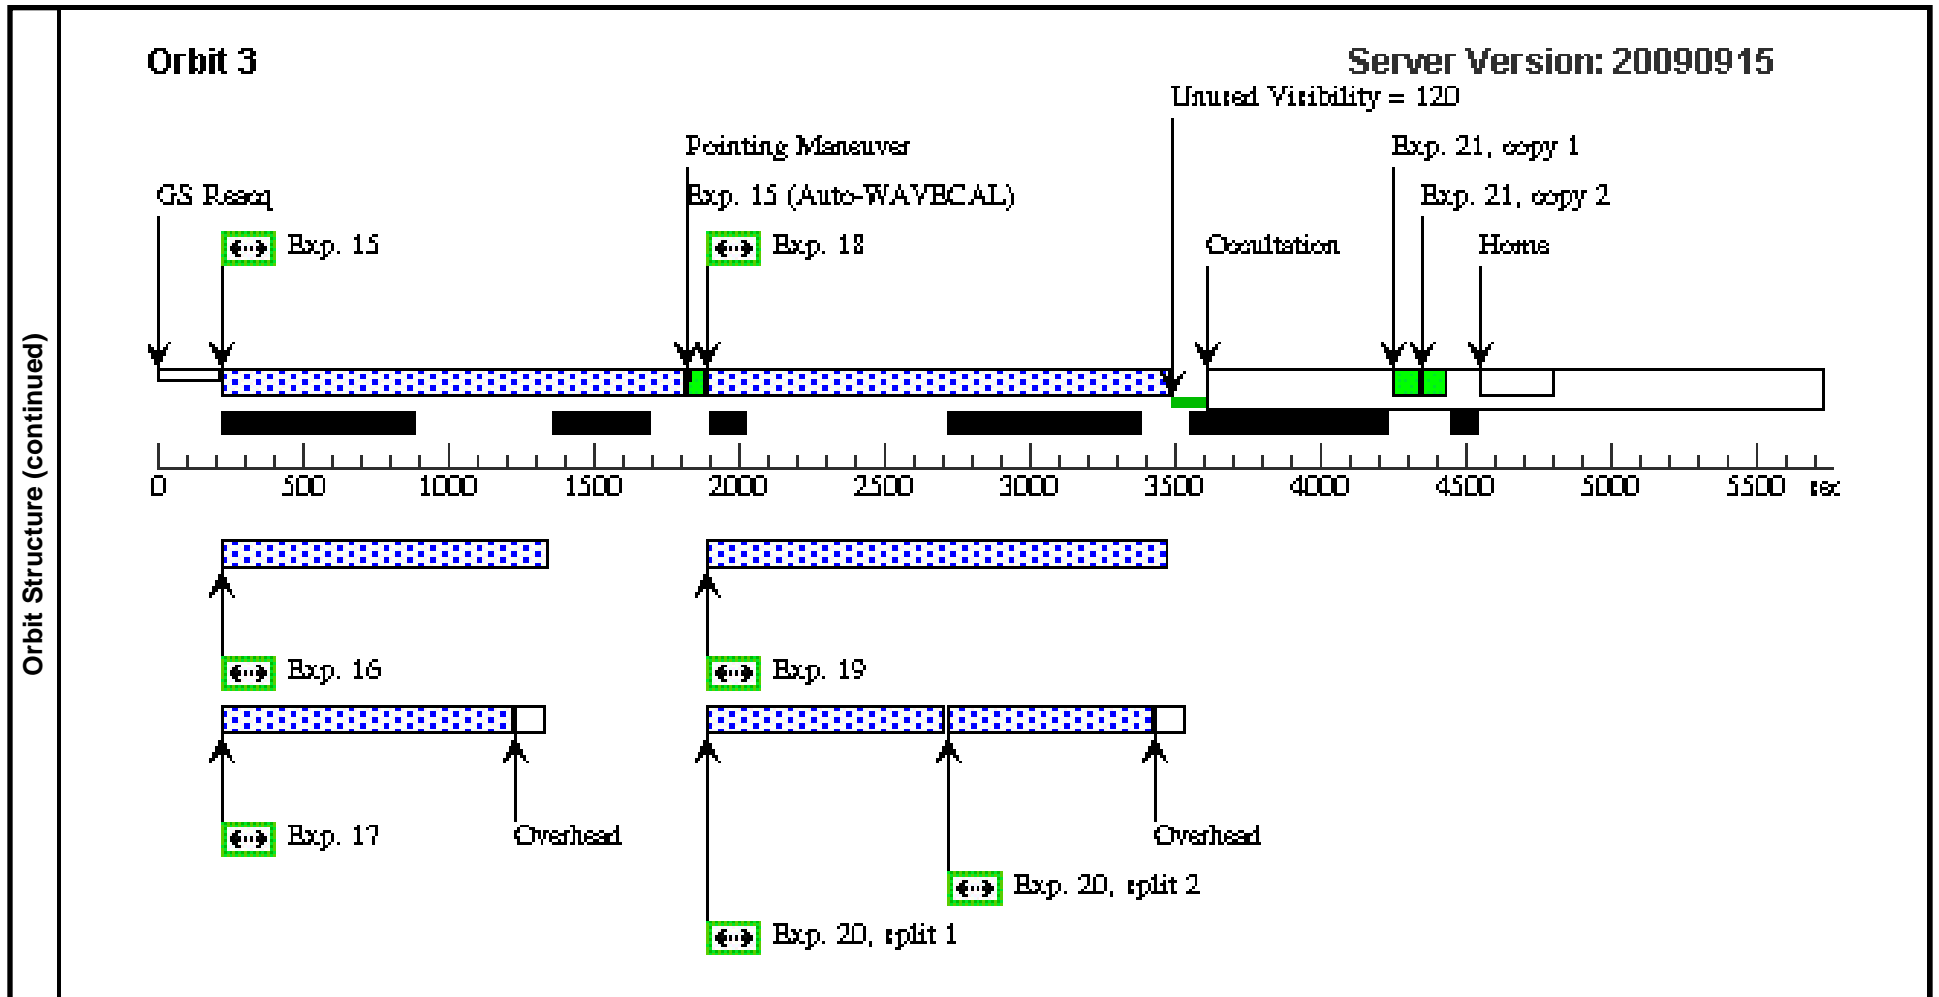 Orbit 3
Server Version: 20090915
Unused Visibility = 120
Pointing Maneuver
Exp. 21, copy 1
GS Reacq
Exp. 15 (Auto-WAVECAL)
Exp. 21, copy 2
Exp. 15
Exp. 18
Occultation
Home
0 500 1000 1500 2000 2500 3000 3500 4000 4500 5000 5500 sec
Orbit Structure (continued)
Exp. 16
Exp. 19
Exp. 17
Overhead
Overhead
Exp. 20, split 2
Exp. 20, split 1